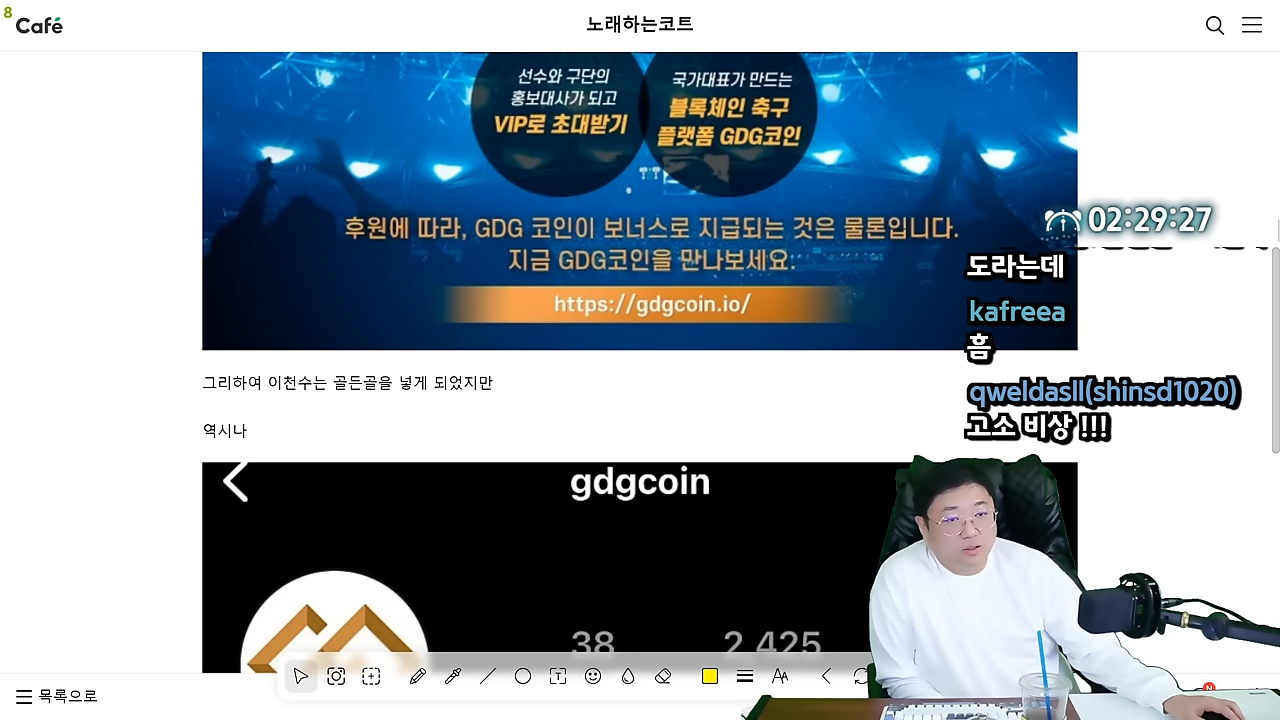 8
Café
노래하는코트
선수와 구단의
홍보대사가 되고
VIP로 초대받기
국가대표가 만드는
블록체인 축구
플랫폼 GDG코인
후원에 따라, GDG 코인이 보너스로 지급되는 것은 물론입니다.
지금 GDG코인을 만나보세요.
https://gdgcoin.io/
02:29:27
도라는데
kafreea
흠
qweldasll(shinsd1020)
고소 비상 !!!
그리하여 이천수는 골든골을 넣게 되었지만
역시나
gdgcoin
38
2,425
목록으로
N